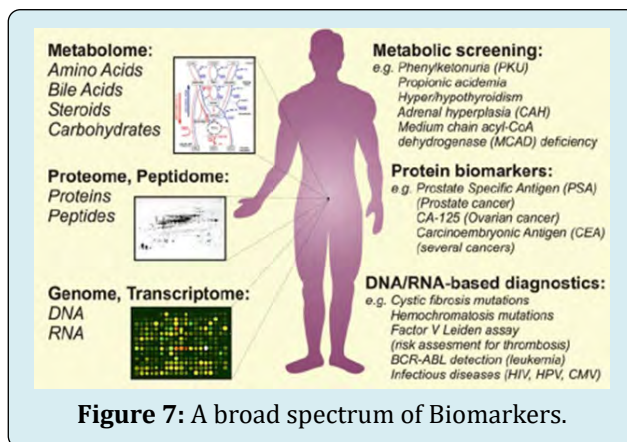 Metabolome:
Amino Acids
Bile Acids
Steroids
Carbohydrates
Proteome, Peptidome:
Proteins
Peptides
Genome, Transcriptome:
DNA
RNA
Metabolic screening:
e.g. Phenylketonuria (PKU)
Propionic acidemia
Hyper/hypothyroidism
Adrenal hyperplasia (CAH)
Medium chain acyl-CoA
dehydrogenase (MCAD) deficiency
Protein biomarkers:
e.g. Prostate Specific Antigen (PSA)
(Prostate cancer)
CA-125 (Ovarian cancer)
Carcinoembryonic Antigen (CEA)
(several cancers)
DNA/RNA-based diagnostics:
e.g. Cystic fibrosis mutations
Hemochromatosis mutations
Factor V Leiden assay
(risk assesment for thrombosis)
BCR-ABL detection (leukemia)
Infectious diseases (HIV, HPV, CMV)
Figure 7: A broad spectrum of Biomarkers.